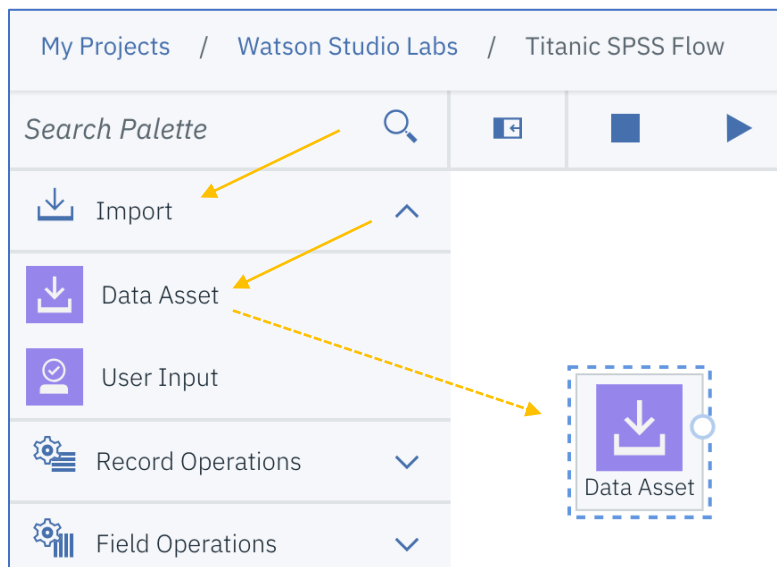 My Projects / Watson Studio Labs / Titanic SPSS Flow
Search Palette
Import
Data Asset
User Input
Record Operations
Field Operations
Data Asset